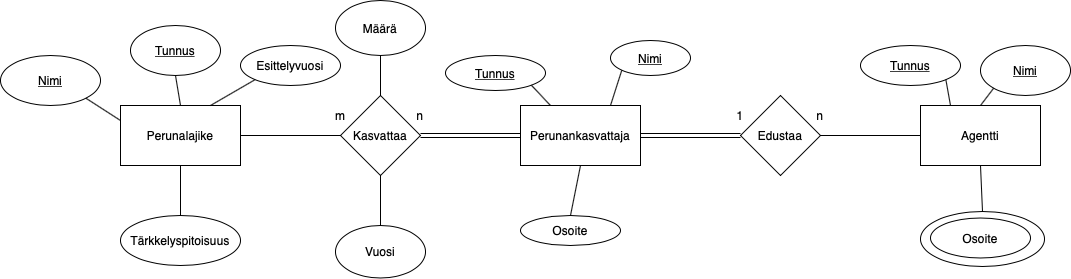 Määrä
Tunnus
Nimi
Esittelyvuosi
Nimi
Tunnus
Tunnus
Nimi
m
n
1
n
Perunalajike
Kasvattaa
Perunankasvattaja
Edustaa
Agentti
Tärkkelyspitoisuus
Vuosi
Osoite
Osoite